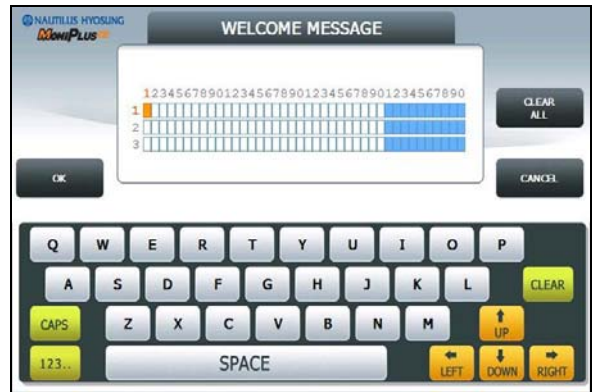 NAUTILUS HYOSUNG
MoniPlus
WELCOME MESSAGE
1234567890123456789012345678901234567890
1
2
3
CLEAR ALL
OK
CANCEL
Q W E R T Y U I O P
A S D F G H J K L CLEAR
CAPS Z X C V B N M UP
123.. SPACE LEFT DOWN RIGHT